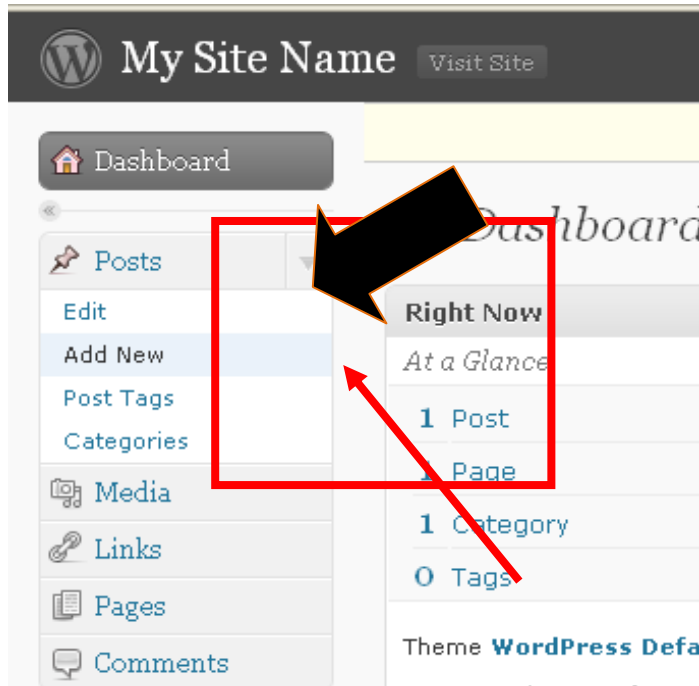 My Site Name Visit Site
Dashboard
Dashboard
Posts
Edit
Add New
Post Tags
Categories
Media
Links
Pages
Comments
Right Now
At a Glance
1 Post
1 Page
1 Category
0 Tags
Theme WordPress Defa